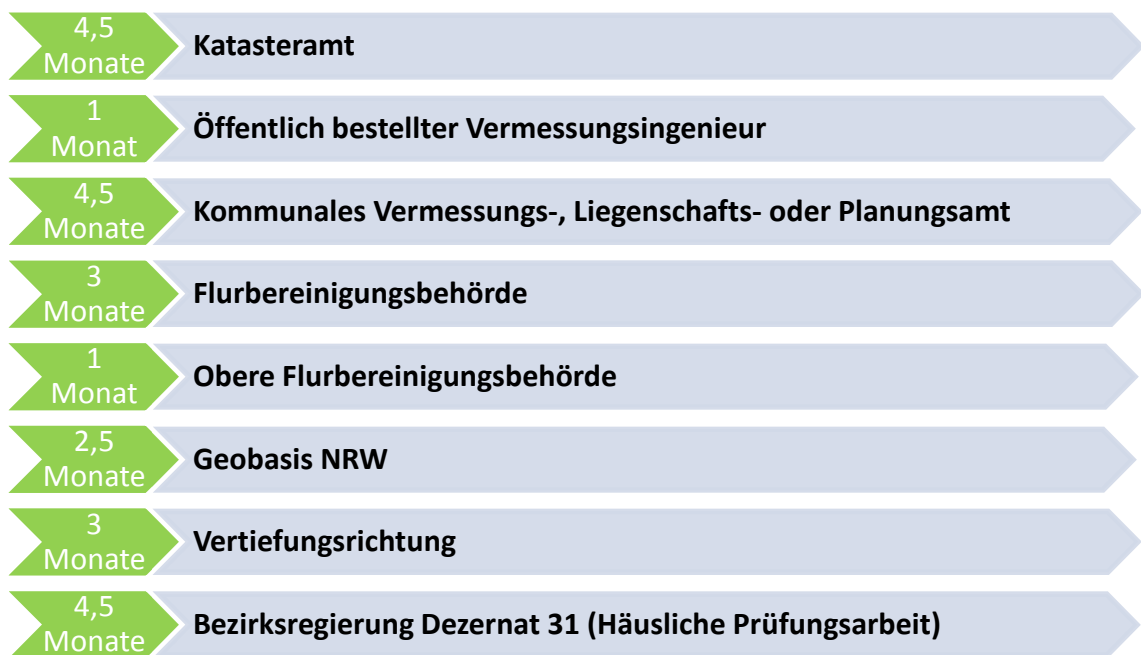 4,5
Monate
Katasteramt
1
Monat
Öffentlich bestellter Vermessungsingenieur
4,5
Monate
Kommunales Vermessungs-, Liegenschafts- oder Planungsamt
3
Monate
Flurbereinigungsbehörde
1
Monat
Obere Flurbereinigungsbehörde
2,5
Monate
Geobasis NRW
3
Monate
Vertiefungsrichtung
4,5
Monate
Bezirksregierung Dezernat 31 (Häusliche Prüfungsarbeit)